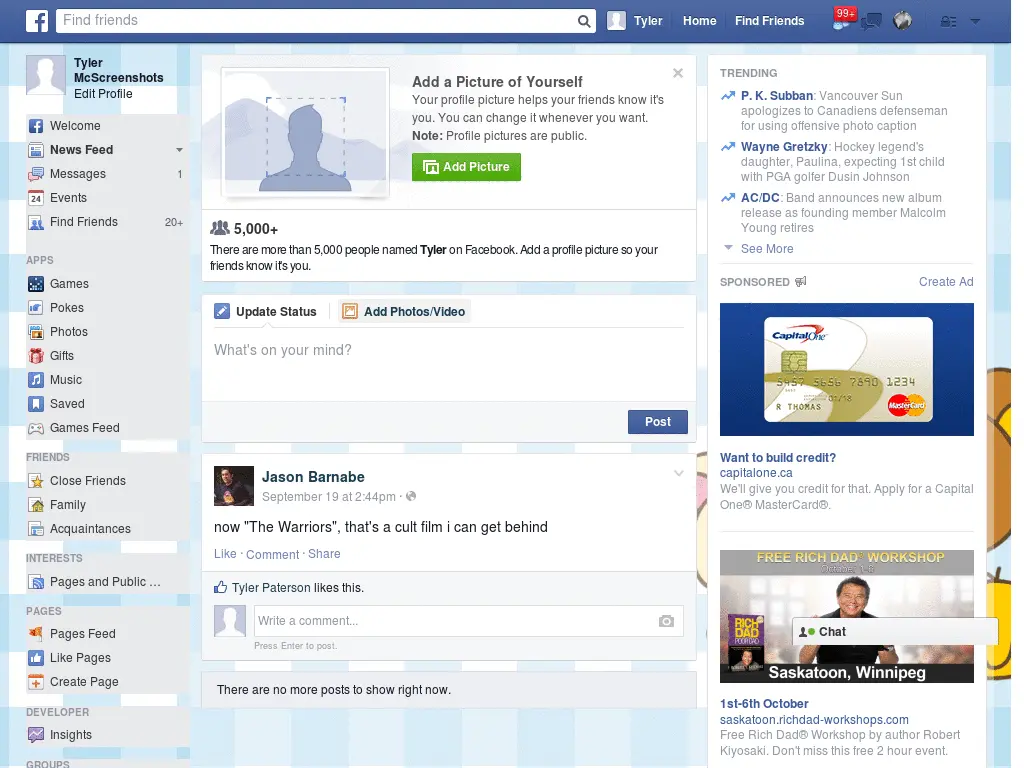 Find friends
Tyler
Home
Find Friends
99+
Tyler
McScreenshots
Edit Profile
Welcome
News Feed
Messages 1
24 Events
Find Friends 20+
APPS
Games
Pokes
Photos
Gifts
Music
Saved
Games Feed
FRIENDS
Close Friends
Family
Acquaintances
INTERESTS
Pages and Public ...
PAGES
Pages Feed
Like Pages
Create Page
DEVELOPER
Insights
GROUPS
Add a Picture of Yourself
Your profile picture helps your friends know it's
you. You can change it whenever you want.
Note: Profile pictures are public.
Add Picture
5,000+
There are more than 5,000 people named Tyler on Facebook. Add a profile picture so your
friends know it's you.
Update Status
Add Photos/Video
What's on your mind?
Post
Jason Barnabe
September 19 at 2:44pm ·
now "The Warriors", that's a cult film i can get behind
Like · Comment · Share
Tyler Paterson likes this.
Write a comment...
Press Enter to post.
There are no more posts to show right now.
TRENDING
P. K. Subban: Vancouver Sun
apologizes to Canadiens defenseman
for using offensive photo caption
Wayne Gretzky: Hockey legend's
daughter, Paulina, expecting 1st child
with PGA golfer Dusin Johnson
AC/DC: Band announces new album
release as founding member Malcolm
Young retires
See More
SPONSORED
Create Ad
Capital One
5457 5656 7890 1234
01/18
R THOMAS
MasterCard
Want to build credit?
capitalone.ca
We'll give you credit for that. Apply for a Capital
One® MasterCard®.
FREE RICH DAD® WORKSHOP
October, 1-6
RICH
DAD
POOR DAD
Chat
Saskatoon, Winnipeg
1st-6th October
saskatoon.richdad-workshops.com
Free Rich Dad® Workshop by author Robert
Kiyosaki. Don't miss this free 2 hour event.